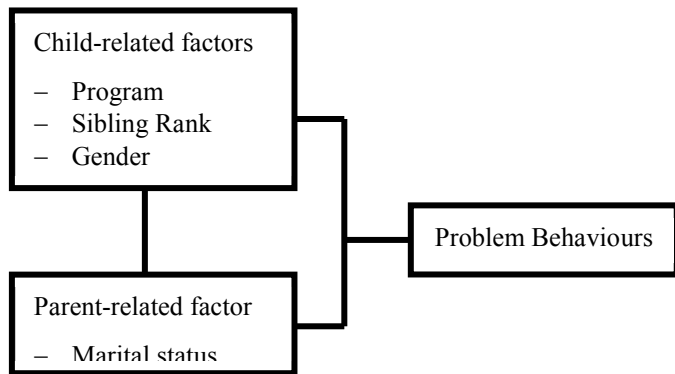 Child-related factors
– Program
– Sibling Rank
– Gender
Problem Behaviours
Parent-related factor
– Marital status